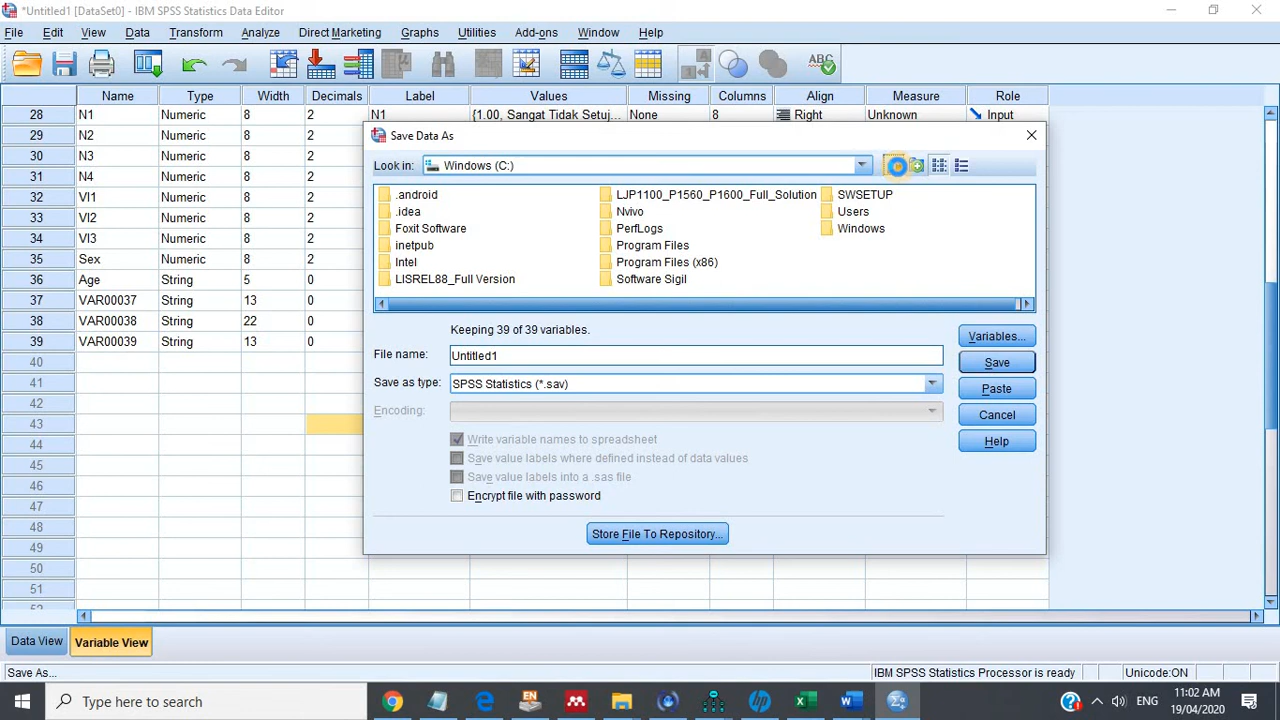 *Untitled1 [DataSet0] - IBM SPSS Statistics Data Editor
File Edit View Data Transform Analyze Direct Marketing Graphs Utilities Add-ons Window Help
Name Type Width Decimals Label Values Missing Columns Align Measure Role
28 N1 Numeric 8 2 N1 {1.00, Sangat Tidak Setuj... None 8 Right Unknown Input
29 N2 Numeric 8 2
30 N3 Numeric 8 2
31 N4 Numeric 8 2
32 VI1 Numeric 8 2
33 VI2 Numeric 8 2
34 VI3 Numeric 8 2
35 Sex Numeric 8 2
36 Age String 5 0
37 VAR00037 String 13 0
38 VAR00038 String 22 0
39 VAR00039 String 13 0
40
41
42
43
44
45
46
47
48
49
50
51
Save Data As
Look in: Windows (C:)
.android
.idea
Foxit Software
inetpub
Intel
LISREL88_Full Version
LJP1100_P1560_P1600_Full_Solution
Nvivo
PerfLogs
Program Files
Program Files (x86)
Software Sigil
SWSETUP
Users
Windows
Keeping 39 of 39 variables.
Variables...
File name: Untitled1
Save
Save as type: SPSS Statistics (*.sav)
Paste
Encoding:
Cancel
Write variable names to spreadsheet
Help
Save value labels where defined instead of data values
Save value labels into a .sas file
Encrypt file with password
Store File To Repository...
Data View Variable View
Save As... IBM SPSS Statistics Processor is ready Unicode:ON
Type here to search
ENG
11:02 AM
19/04/2020